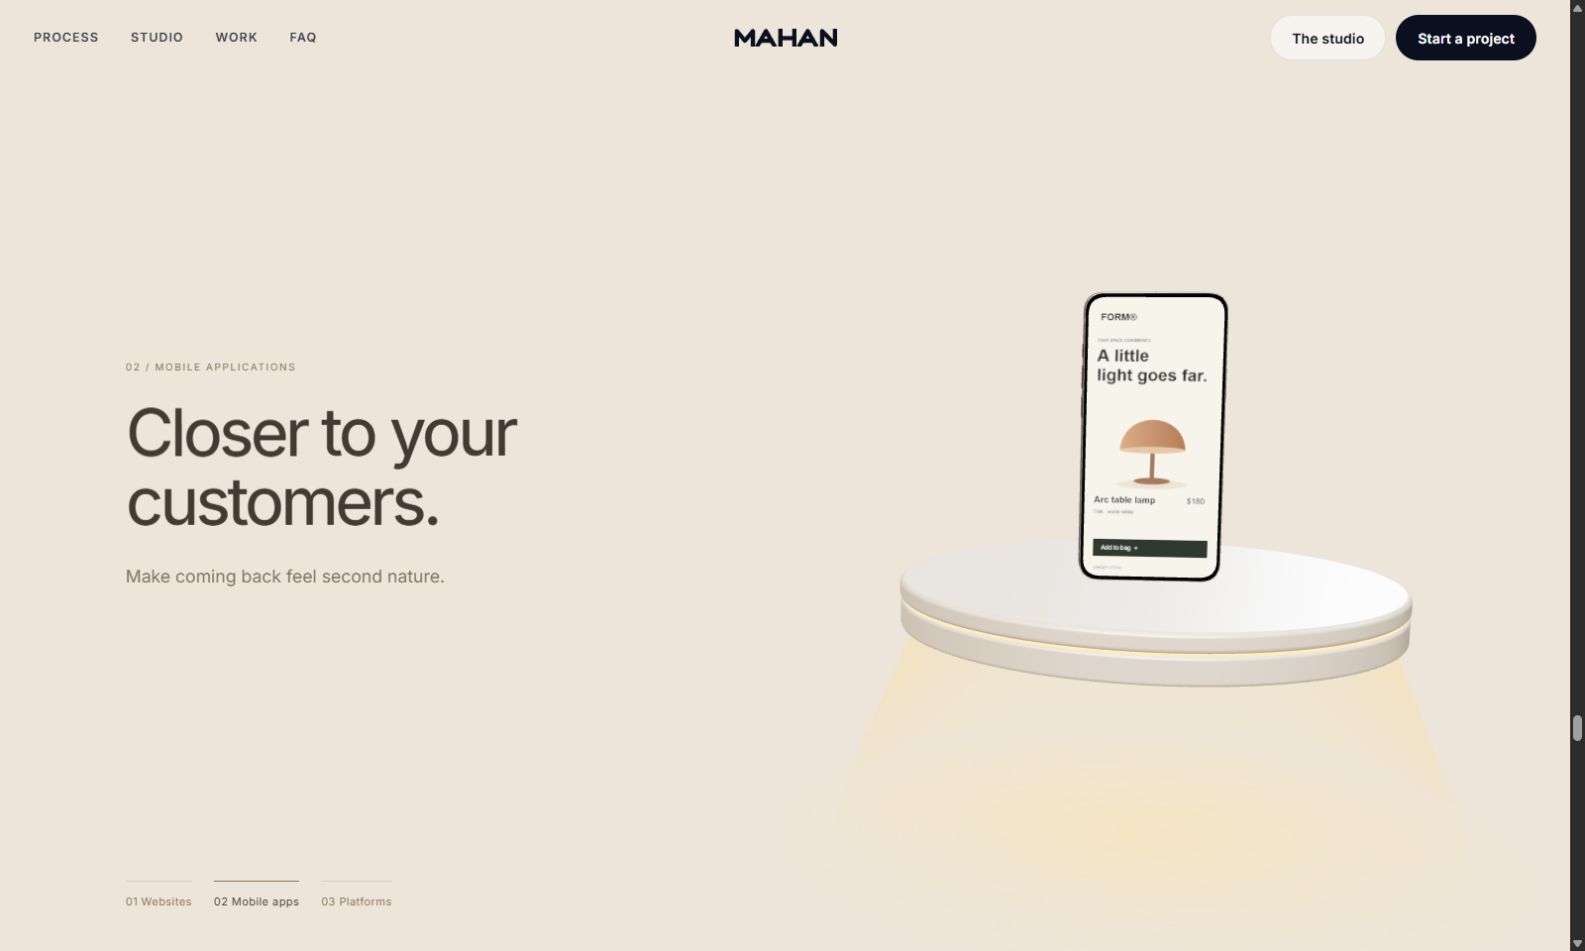 PROCESS STUDIO WORK FAQ MAHAN The studio Start a project
02 / MOBILE APPLICATIONS
Closer to your
customers.
Make coming back feel second nature.
01 Websites 02 Mobile apps 03 Platforms
FORM®
A little
light goes far.
Arc table lamp $180
Add to bag +